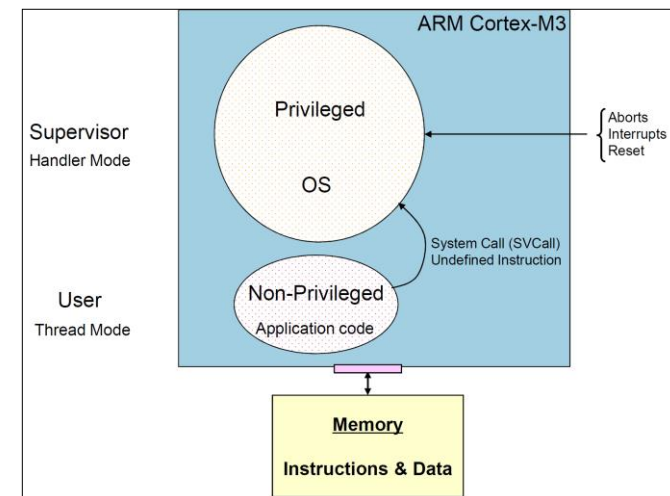 ARM Cortex-M3
Privileged
OS
Supervisor
Handler Mode
Aborts
Interrupts
Reset
System Call (SVCall)
Undefined Instruction
Non-Privileged
Application code
User
Thread Mode
Memory
Instructions & Data